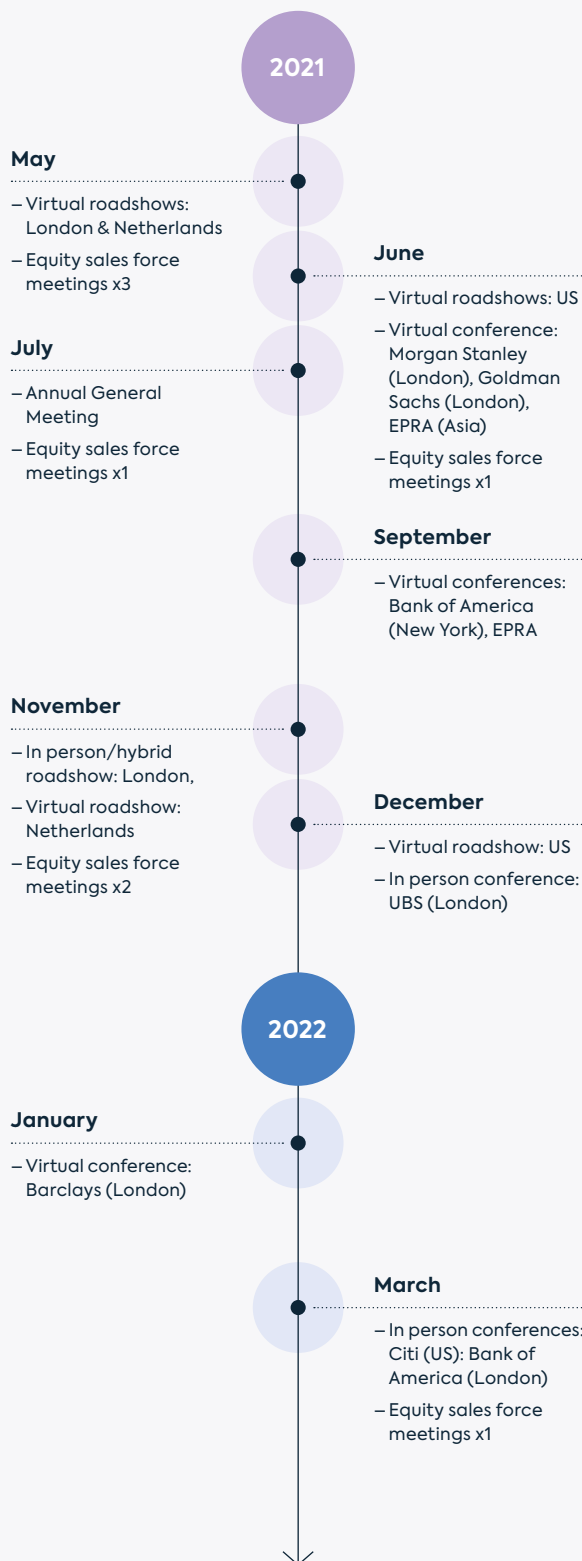 2021
May
– Virtual roadshows:
London & Netherlands
– Equity sales force
meetings x3
June
– Virtual roadshows: US
– Virtual conference:
Morgan Stanley
(London), Goldman
Sachs (London),
EPRA (Asia)
– Equity sales force
meetings x1
July
– Annual General
Meeting
– Equity sales force
meetings x1
September
– Virtual conferences:
Bank of America
(New York), EPRA
November
– In person/hybrid
roadshow: London,
– Virtual roadshow:
Netherlands
– Equity sales force
meetings x2
December
– Virtual roadshow: US
– In person conference:
UBS (London)
2022
January
– Virtual conference:
Barclays (London)
March
– In person conferences:
Citi (US): Bank of
America (London)
– Equity sales force
meetings x1